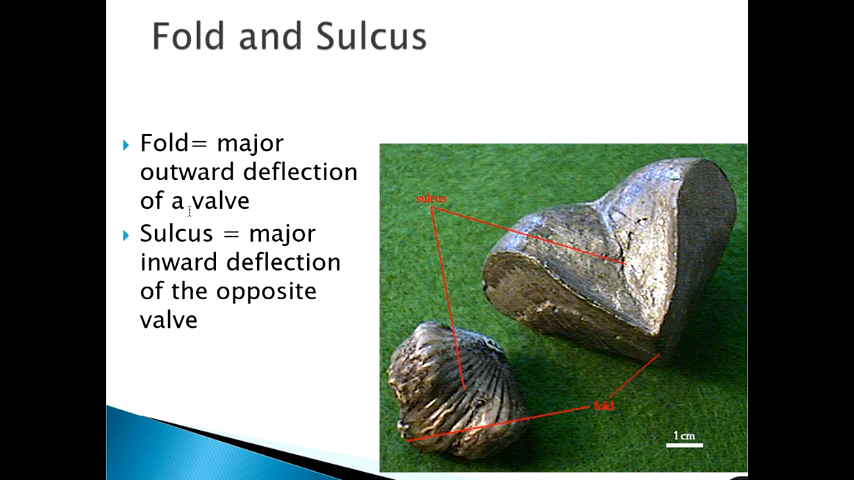 Fold and Sulcus
Fold= major
outward deflection
of a valve
Sulcus = major
inward deflection
of the opposite
valve
sulcus
fold
1 cm